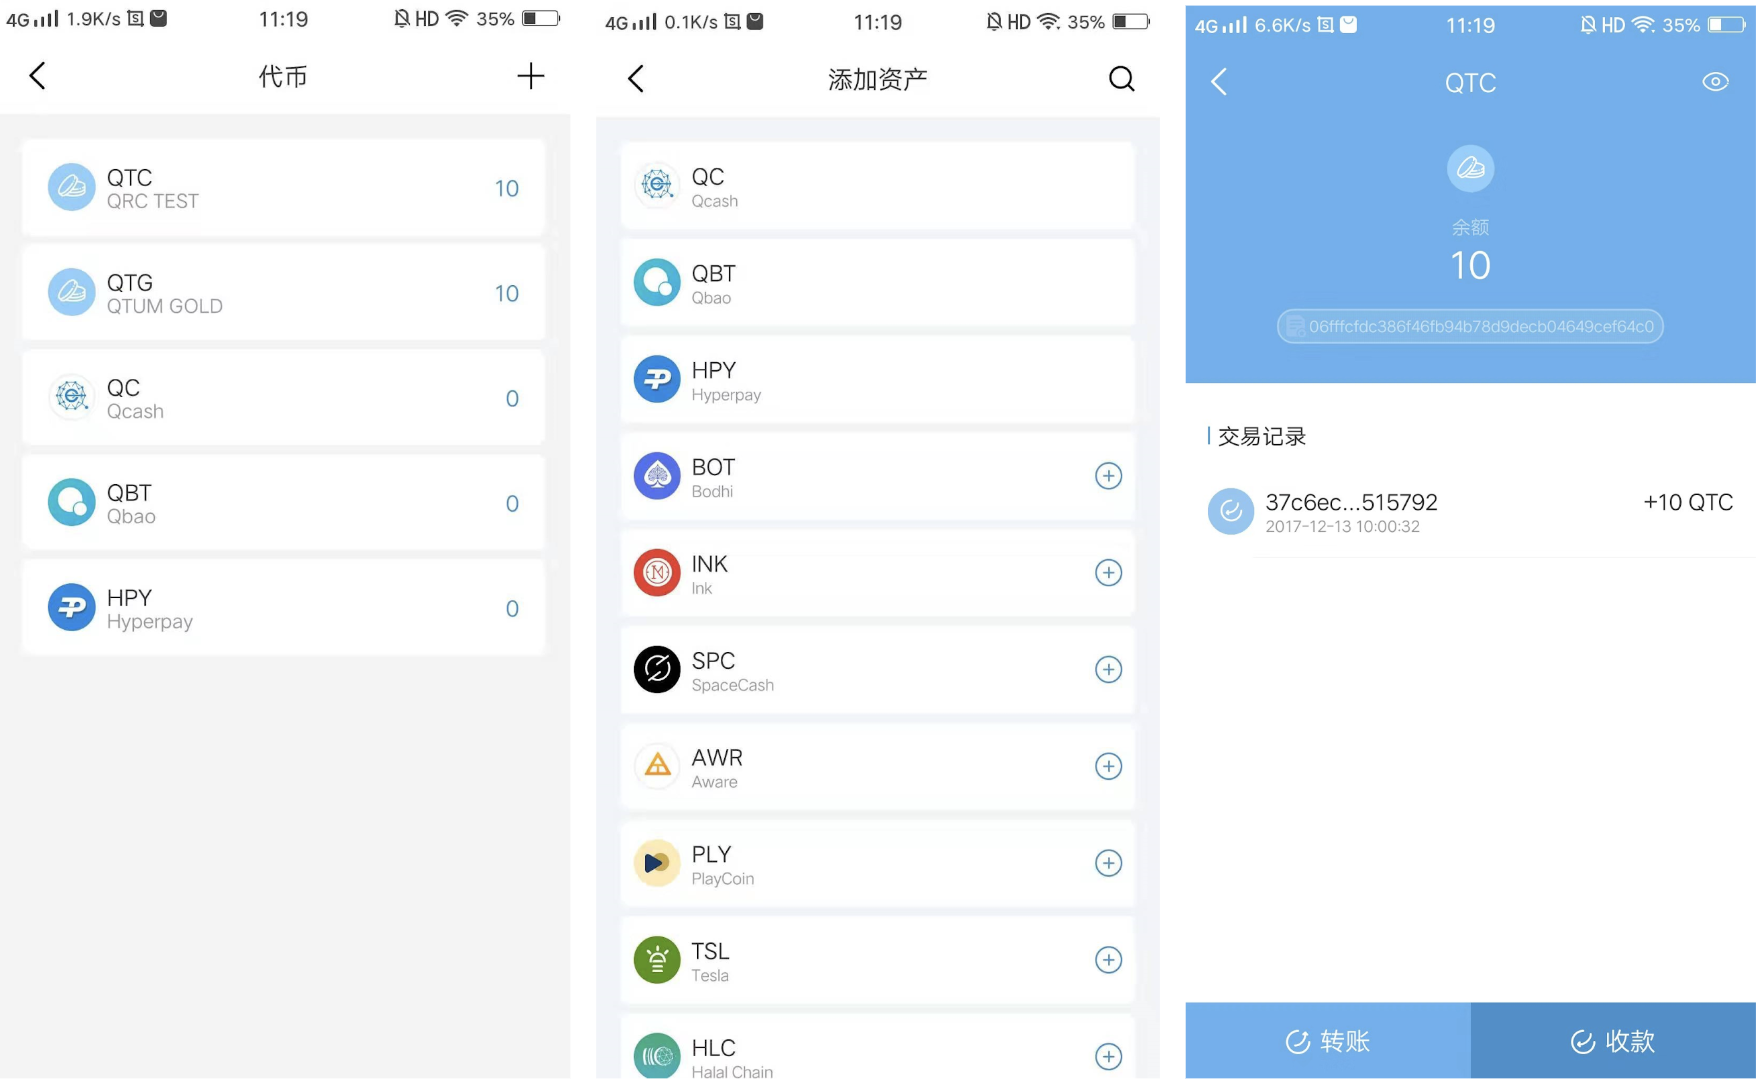 4G 1.9K/s 11:19 HD 35%
代币
QTC
QRC TEST
10
QTG
QTUM GOLD
10
QC
Qcash
0
QBT
Qbao
0
HPY
Hyperpay
0
4G 0.1K/s 11:19 HD 35%
添加资产
QC
Qcash
QBT
Qbao
HPY
Hyperpay
BOT
Bodhi
INK
Ink
SPC
SpaceCash
AWR
Aware
PLY
PlayCoin
TSL
Tesla
HLC
Halal Chain
4G 6.6K/s 11:19 HD 35%
QTC
余额
10
06fffcfdc386f46fb94b78d9decb04649cef64c0
交易记录
37c6ec...515792
+10 QTC
2017-12-13 10:00:32
转账
收款